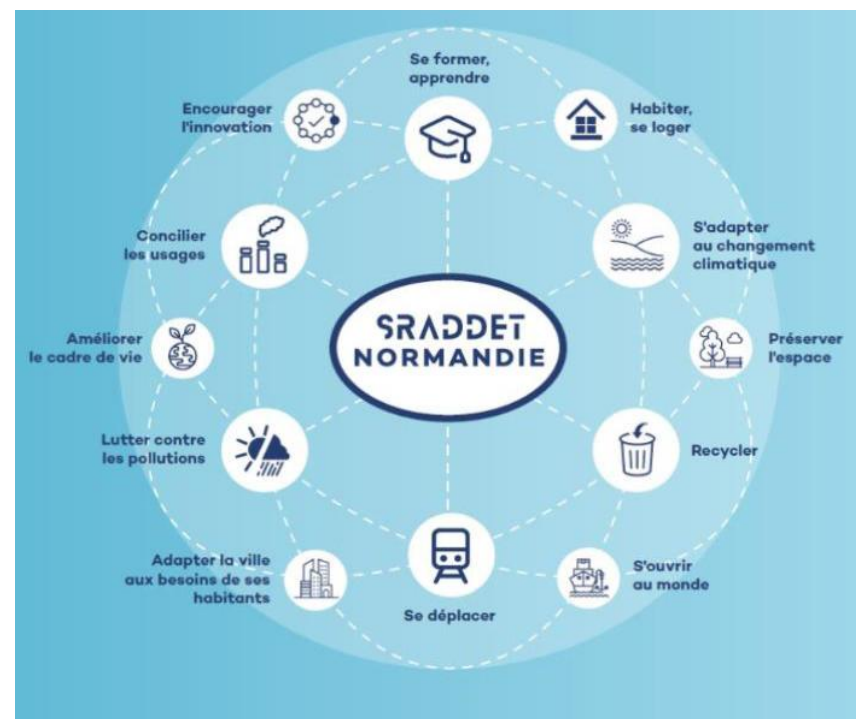 Se former,
apprendre
Encourager
l'innovation
Habiter,
se loger
Concilier
les usages
S'adapter
au changement
climatique
SRADDET
NORMANDIE
Améliorer
le cadre de vie
Préserver
l'espace
Lutter contre
les pollutions
Recycler
Adapter la ville
aux besoins de ses
habitants
S'ouvrir
au monde
Se déplacer